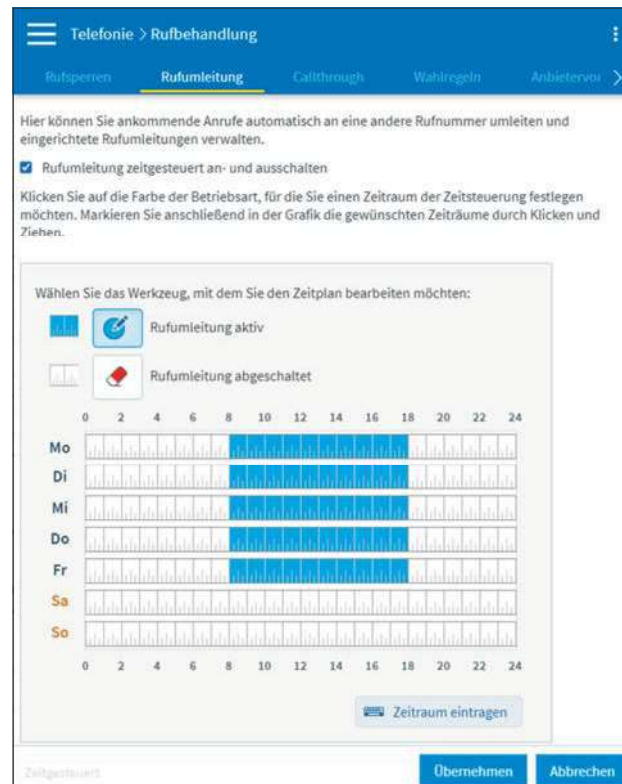 Telefonie > Rufbehandlung
Rufsperren Rufumleitung Callthrough Wahlregeln Anbietervor
Hier können Sie ankommende Anrufe automatisch an eine andere Rufnummer umleiten und
eingerichtete Rufumleitungen verwalten.
Rufumleitung zeitgesteuert an- und ausschalten
Klicken Sie auf die Farbe der Betriebsart, für die Sie einen Zeitraum der Zeitsteuerung festlegen
möchten. Markieren Sie anschließend in der Grafik die gewünschten Zeiträume durch Klicken und
Ziehen.
Wählen Sie das Werkzeug, mit dem Sie den Zeitplan bearbeiten möchten:
Rufumleitung aktiv
Rufumleitung abgeschaltet
0 2 4 6 8 10 12 14 16 18 20 22 24
Mo
Di
Mi
Do
Fr
Sa
So
0 2 4 6 8 10 12 14 16 18 20 22 24
Zeitraum eintragen
Zeitgesteuert
Übernehmen Abbrechen